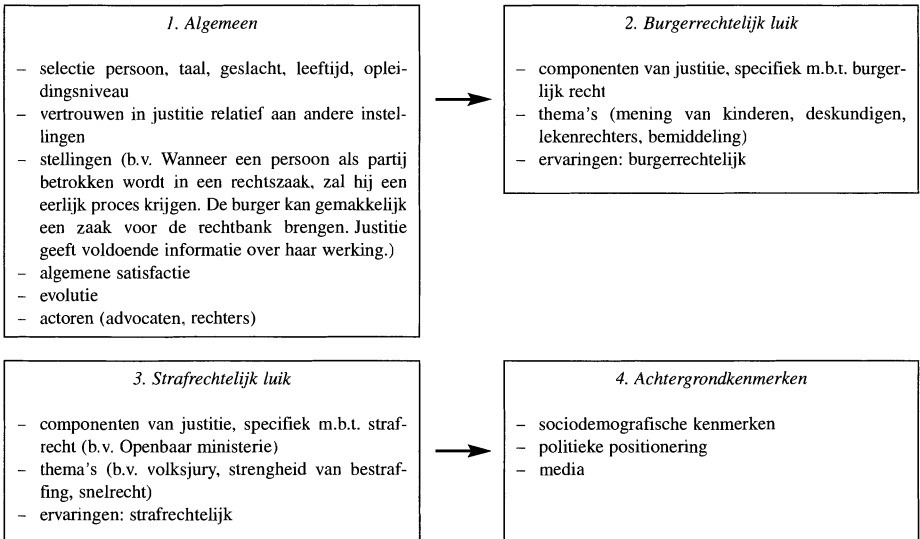 1. Algemeen
– selectie persoon, taal, geslacht, leeftijd, oplei-
dingsniveau
– vertrouwen in justitie relatief aan andere instel-
lingen
– stellingen (b.v. Wanneer een persoon als partij
betrokken wordt in een rechtszaak, zal hij een
eerlijk proces krijgen. De burger kan gemakkelijk
een zaak voor de rechtbank brengen. Justitie
geeft voldoende informatie over haar werking.)
– algemene satisfactie
– evolutie
– actoren (advocaten, rechters)
2. Burgerrechtelijk luik
– componenten van justitie, specifiek m.b.t. burger-
lijk recht
– thema's (mening van kinderen, deskundigen,
lekenrechters, bemiddeling)
– ervaringen: burgerrechtelijk
3. Strafrechtelijk luik
– componenten van justitie, specifiek m.b.t. straf-
recht (b.v. Openbaar ministerie)
– thema's (b.v. volksjury, strengheid van bestraf-
fing, snelrecht)
– ervaringen: strafrechtelijk
4. Achtergrondkenmerken
– sociodemografische kenmerken
– politieke positionering
– media